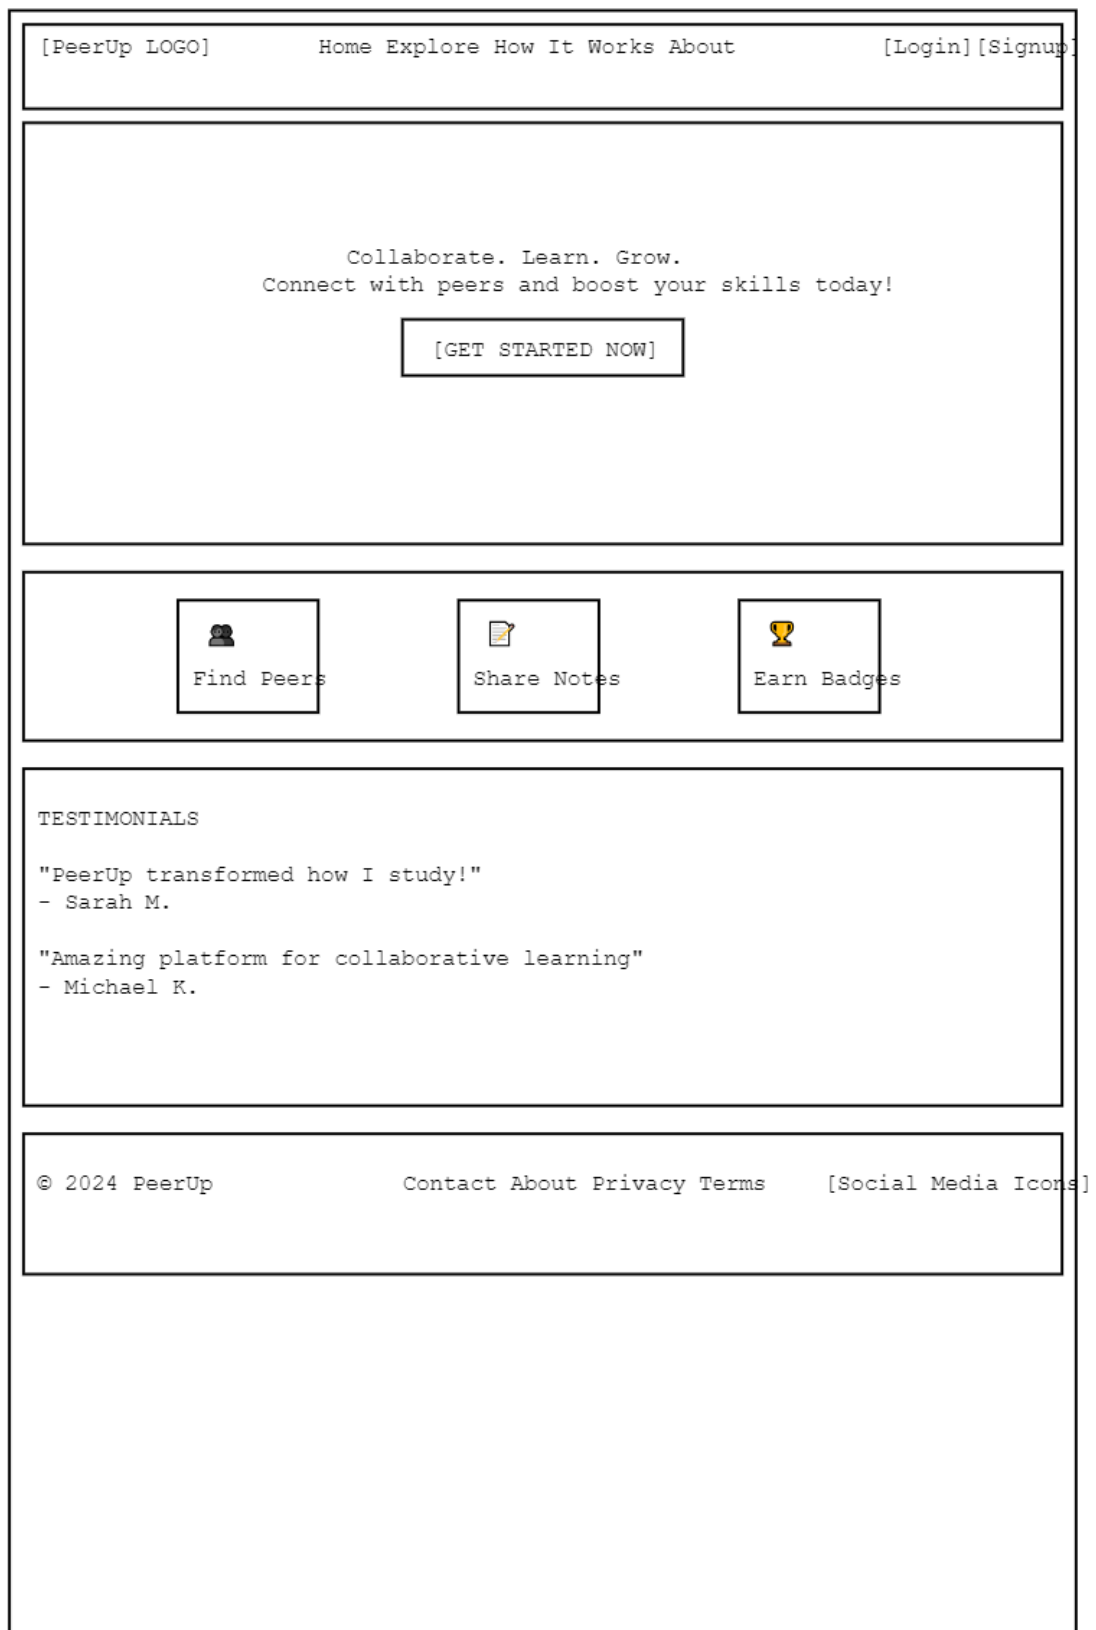 [PeerUp LOGO] Home Explore How It Works About [Login][Signup]
Collaborate. Learn. Grow.
Connect with peers and boost your skills today!
[GET STARTED NOW]
Find Peers
Share Notes
Earn Badges
TESTIMONIALS
"PeerUp transformed how I study!"
- Sarah M.
"Amazing platform for collaborative learning"
- Michael K.
© 2024 PeerUp Contact About Privacy Terms [Social Media Icons]